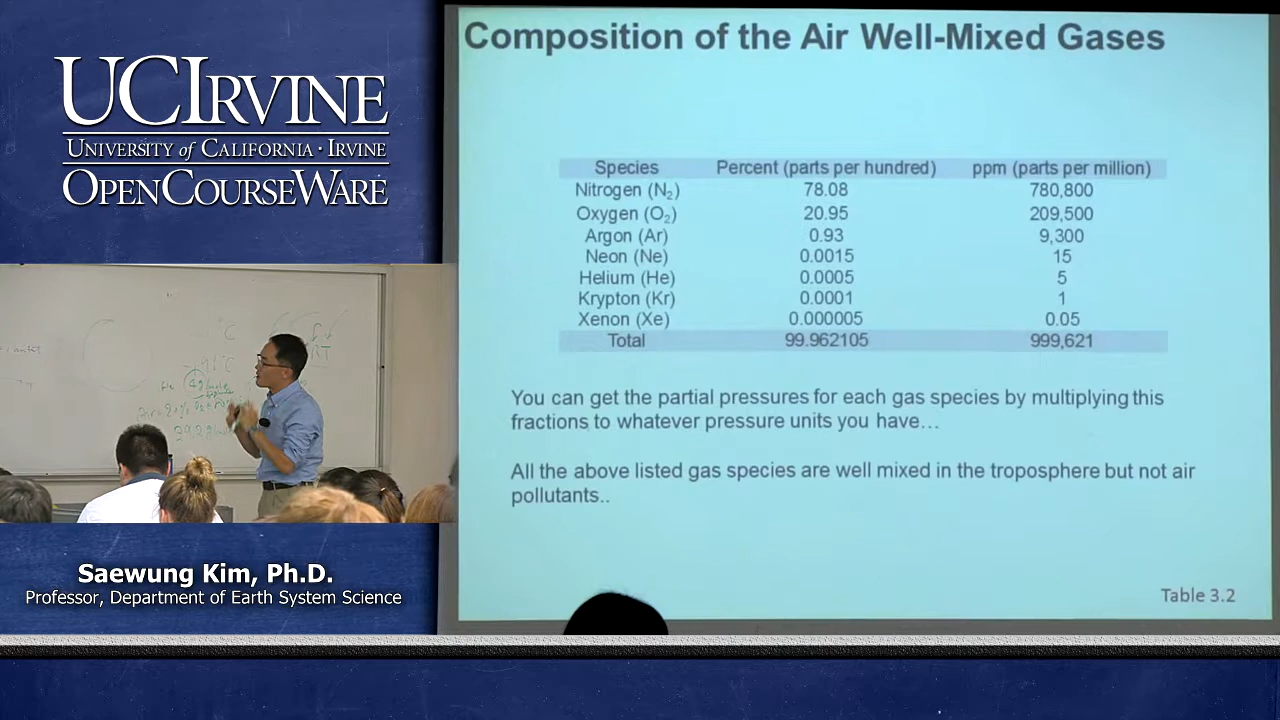 UCIRVINE
UNIVERSITY of CALIFORNIA · IRVINE
OPENCOURSEWARE
Composition of the Air Well-Mixed Gases
Species Percent (parts per hundred) ppm (parts per million)
Nitrogen (N₂) 78.08 780,800
Oxygen (O₂) 20.95 209,500
Argon (Ar) 0.93 9,300
Neon (Ne) 0.0015 15
Helium (He) 0.0005 5
Krypton (Kr) 0.0001 1
Xenon (Xe) 0.000005 0.05
Total 99.962105 999,621
You can get the partial pressures for each gas species by multiplying this
fractions to whatever pressure units you have…
All the above listed gas species are well mixed in the troposphere but not air
pollutants..
Table 3.2
°C
He
Saewung Kim, Ph.D.
Professor, Department of Earth System Science